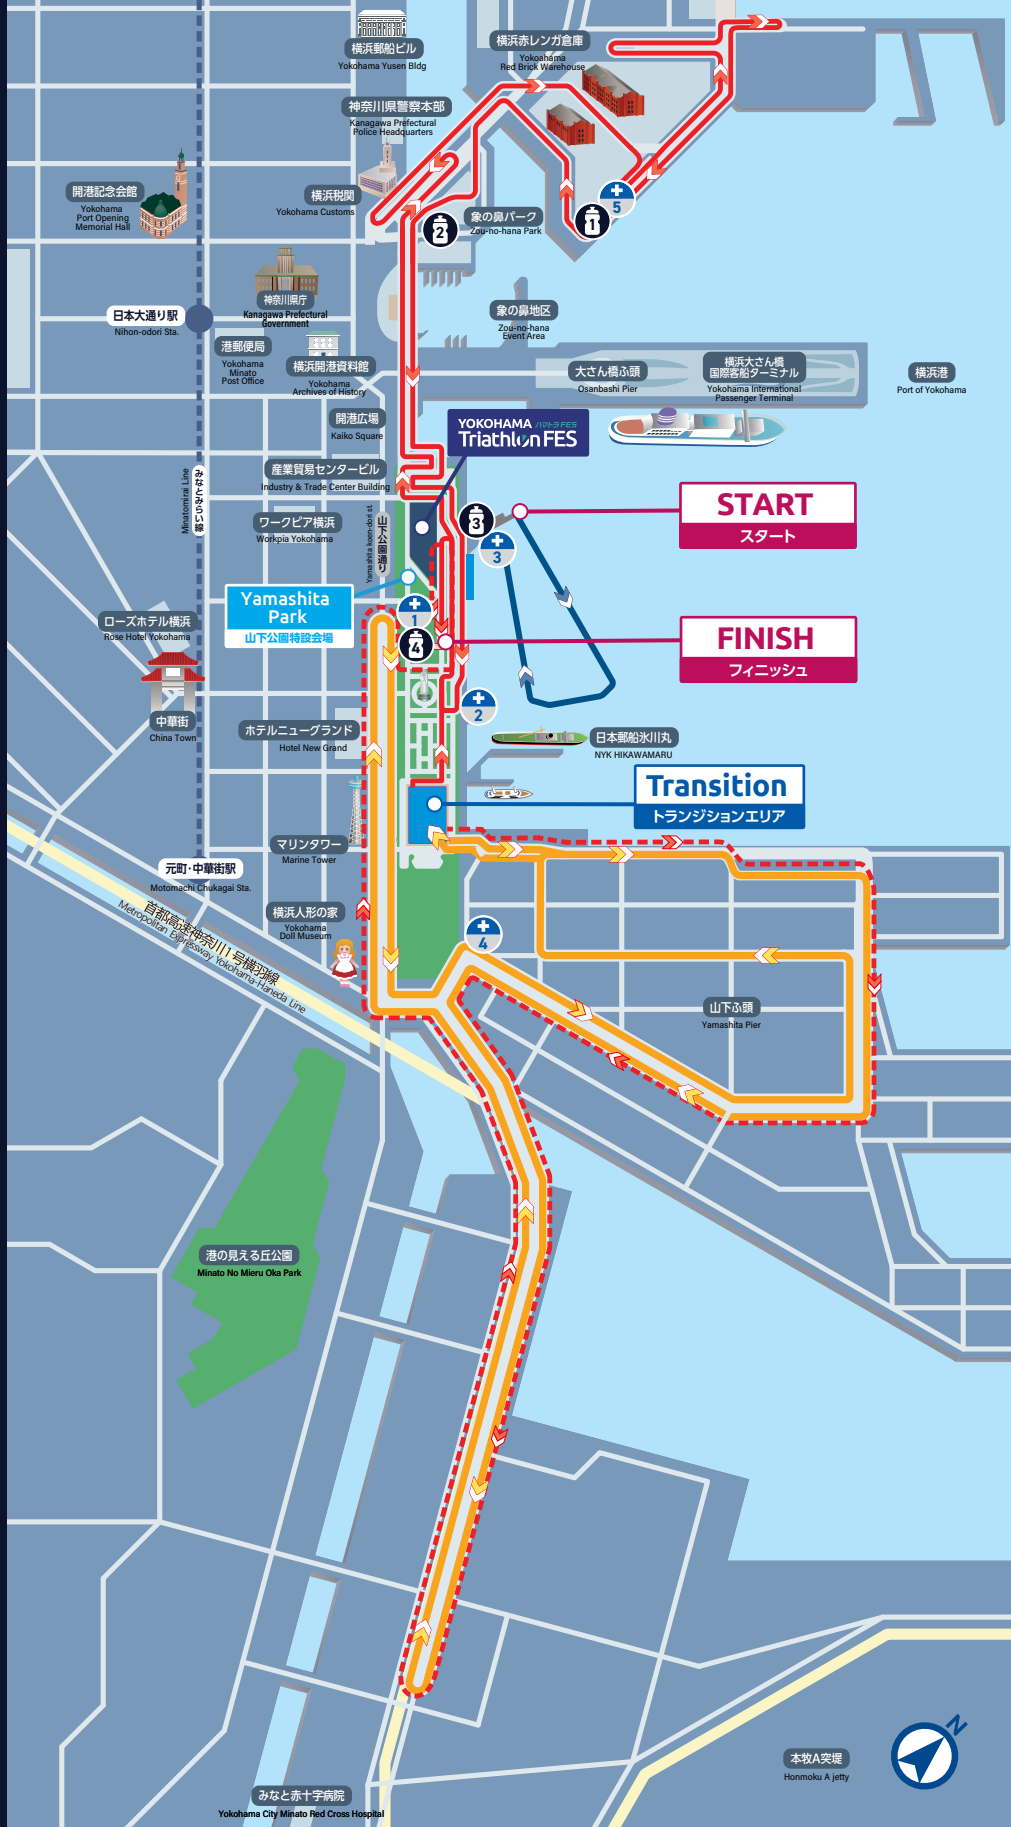 横浜郵船ビル
Yokohama Yusen Bldg
横浜赤レンガ倉庫
Yokoahama
Red Brick Warehouse
神奈川県警察本部
Kanagawa Prefectural
Police Headquarters
開港記念会館
Yokohama
Port Opening
Memorial Hall
横浜税関
Yokohama Customs
5
1
2
象の鼻パーク
Zou-no-hana Park
神奈川県庁
Kanagawa Prefectural
Government
日本大通り駅
Nihon-odori Sta.
象の鼻地区
Zou-no-hana
Event Area
港郵便局
Yokohama
Minato
Post Office
横浜開港資料館
Yokohama
Archives of History
大さん橋ふ頭
Osanbashi Pier
横浜大さん橋
国際客船ターミナル
Yokohama International
Passenger Terminal
横浜港
Port of Yokohama
開港広場
Kaiko Square
YOKOHAMA ハマトラFES
Triathlon FES
産業貿易センタービル
Industry & Trade Center Building
みなとみらい線
Minatomirai Line
ワークピア横浜
Workpia Yokohama
山下公園通り
Yamashita koen-dori st.
3
3
START
スタート
Yamashita
Park
山下公園特設会場
1
4
FINISH
フィニッシュ
ローズホテル横浜
Rose Hotel Yokohama
中華街
China Town
2
ホテルニューグランド
Hotel New Grand
日本郵船氷川丸
NYK HIKAWAMARU
Transition
トランジションエリア
マリンタワー
Marine Tower
元町・中華街駅
Motomachi Chukagai Sta.
首都高速神奈川1号横羽線
Metropolitan Expressway Yokohama-Haneda Line
横浜人形の家
Yokohama
Doll Museum
4
山下ふ頭
Yamashita Pier
港の見える丘公園
Minato No Mieru Oka Park
N
本牧A突堤
Honmoku A jetty
みなと赤十字病院
Yokohama City Minato Red Cross Hospital